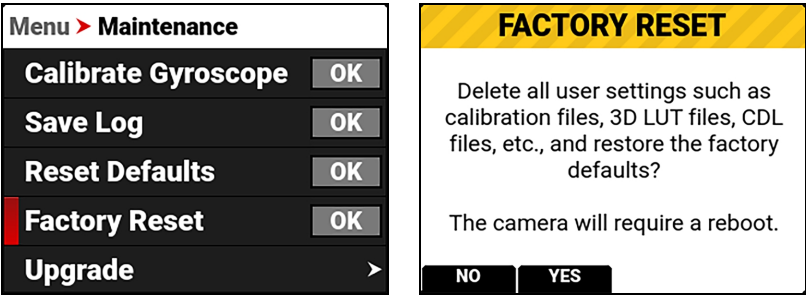 Menu ➤ Maintenance
Calibrate Gyroscope OK
Save Log OK
Reset Defaults OK
Factory Reset OK
Upgrade ➤
FACTORY RESET
Delete all user settings such as
calibration files, 3D LUT files, CDL
files, etc., and restore the factory
defaults?
The camera will require a reboot.
NO YES